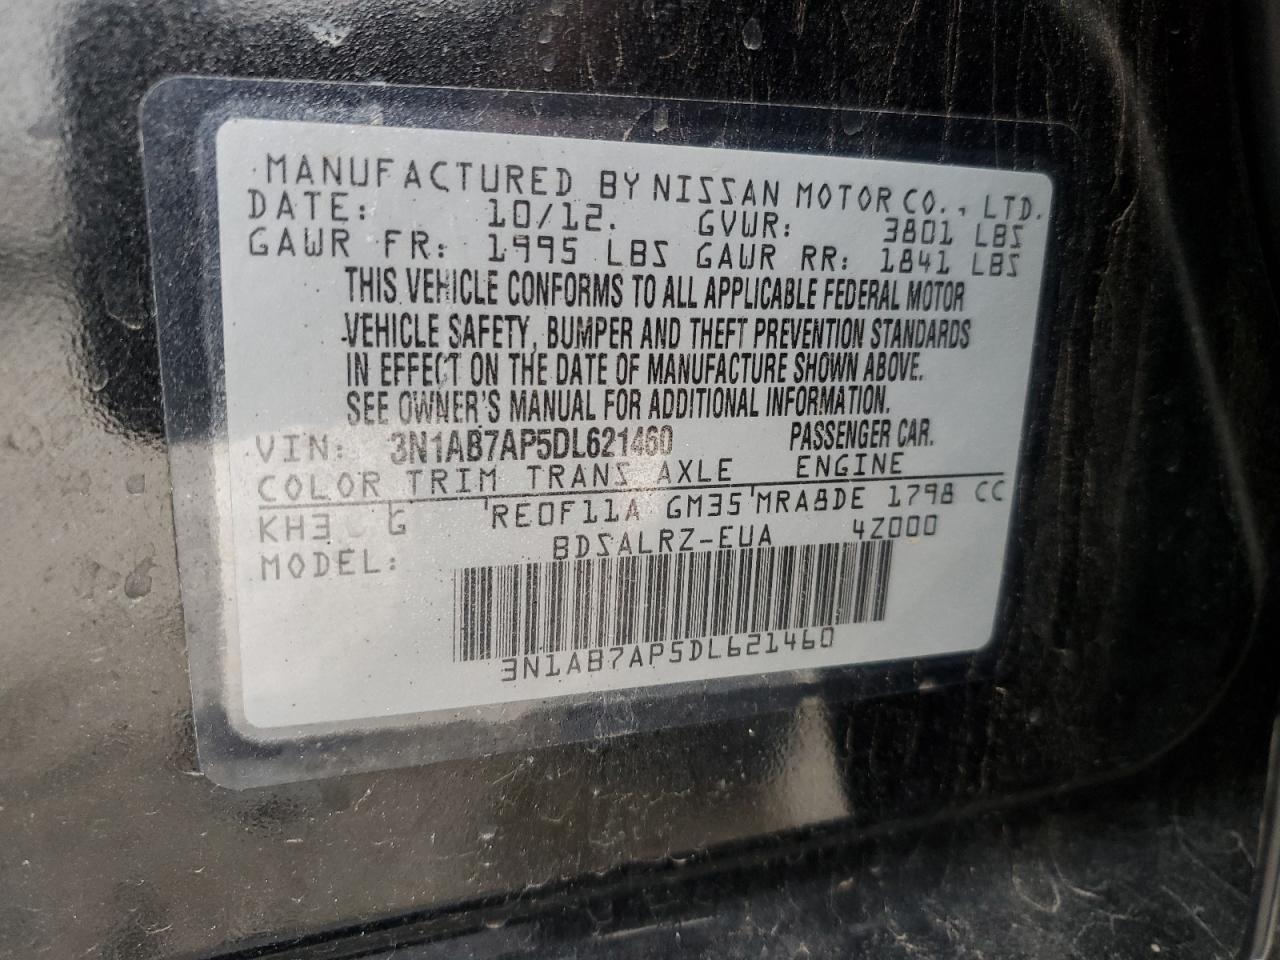 MANUFACTURED BY NISSAN MOTOR CO., LTD.
DATE: 10/12. GVWR: 3801 LBS
GAWR FR: 1995 LBS GAWR RR: 1841 LBS
THIS VEHICLE CONFORMS TO ALL APPLICABLE FEDERAL MOTOR
VEHICLE SAFETY, BUMPER AND THEFT PREVENTION STANDARDS
IN EFFECT ON THE DATE OF MANUFACTURE SHOWN ABOVE.
SEE OWNER'S MANUAL FOR ADDITIONAL INFORMATION.
VIN: 3N1AB7AP5DL621460 PASSENGER CAR.
COLOR TRIM TRANS AXLE ENGINE
KH3 G RE0F11A GM35 MRA8DE 1798 CC
MODEL: BDSALRZ-EUA 4Z000
3N1AB7AP5DL621460